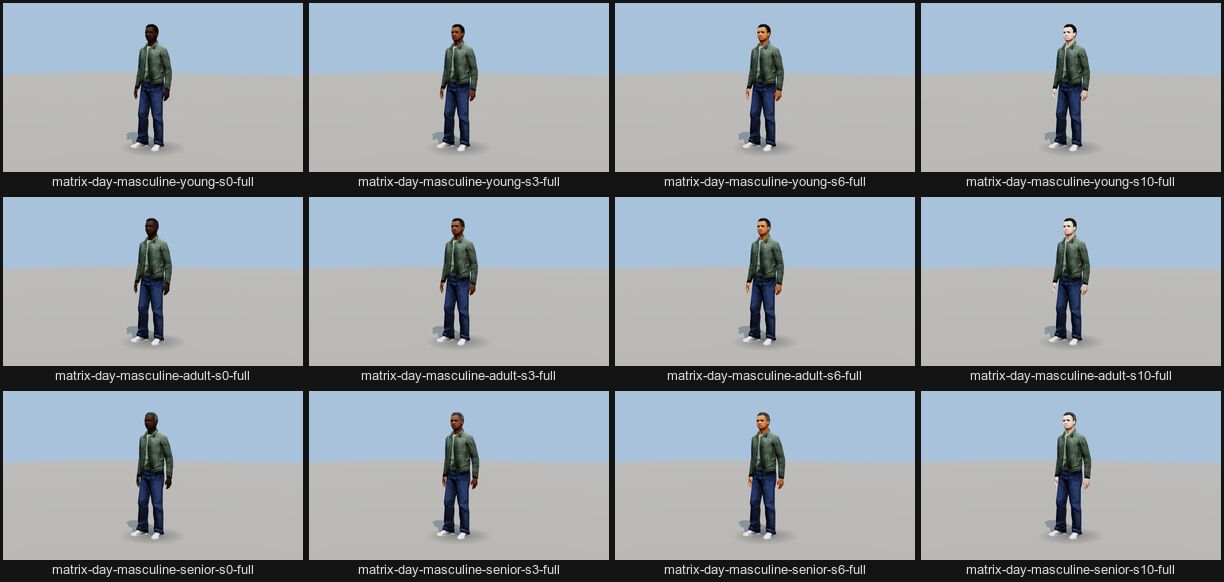 matrix-day-masculine-young-s0-full
matrix-day-masculine-young-s3-full
matrix-day-masculine-young-s6-full
matrix-day-masculine-young-s10-full
matrix-day-masculine-adult-s0-full
matrix-day-masculine-adult-s3-full
matrix-day-masculine-adult-s6-full
matrix-day-masculine-adult-s10-full
matrix-day-masculine-senior-s0-full
matrix-day-masculine-senior-s3-full
matrix-day-masculine-senior-s6-full
matrix-day-masculine-senior-s10-full